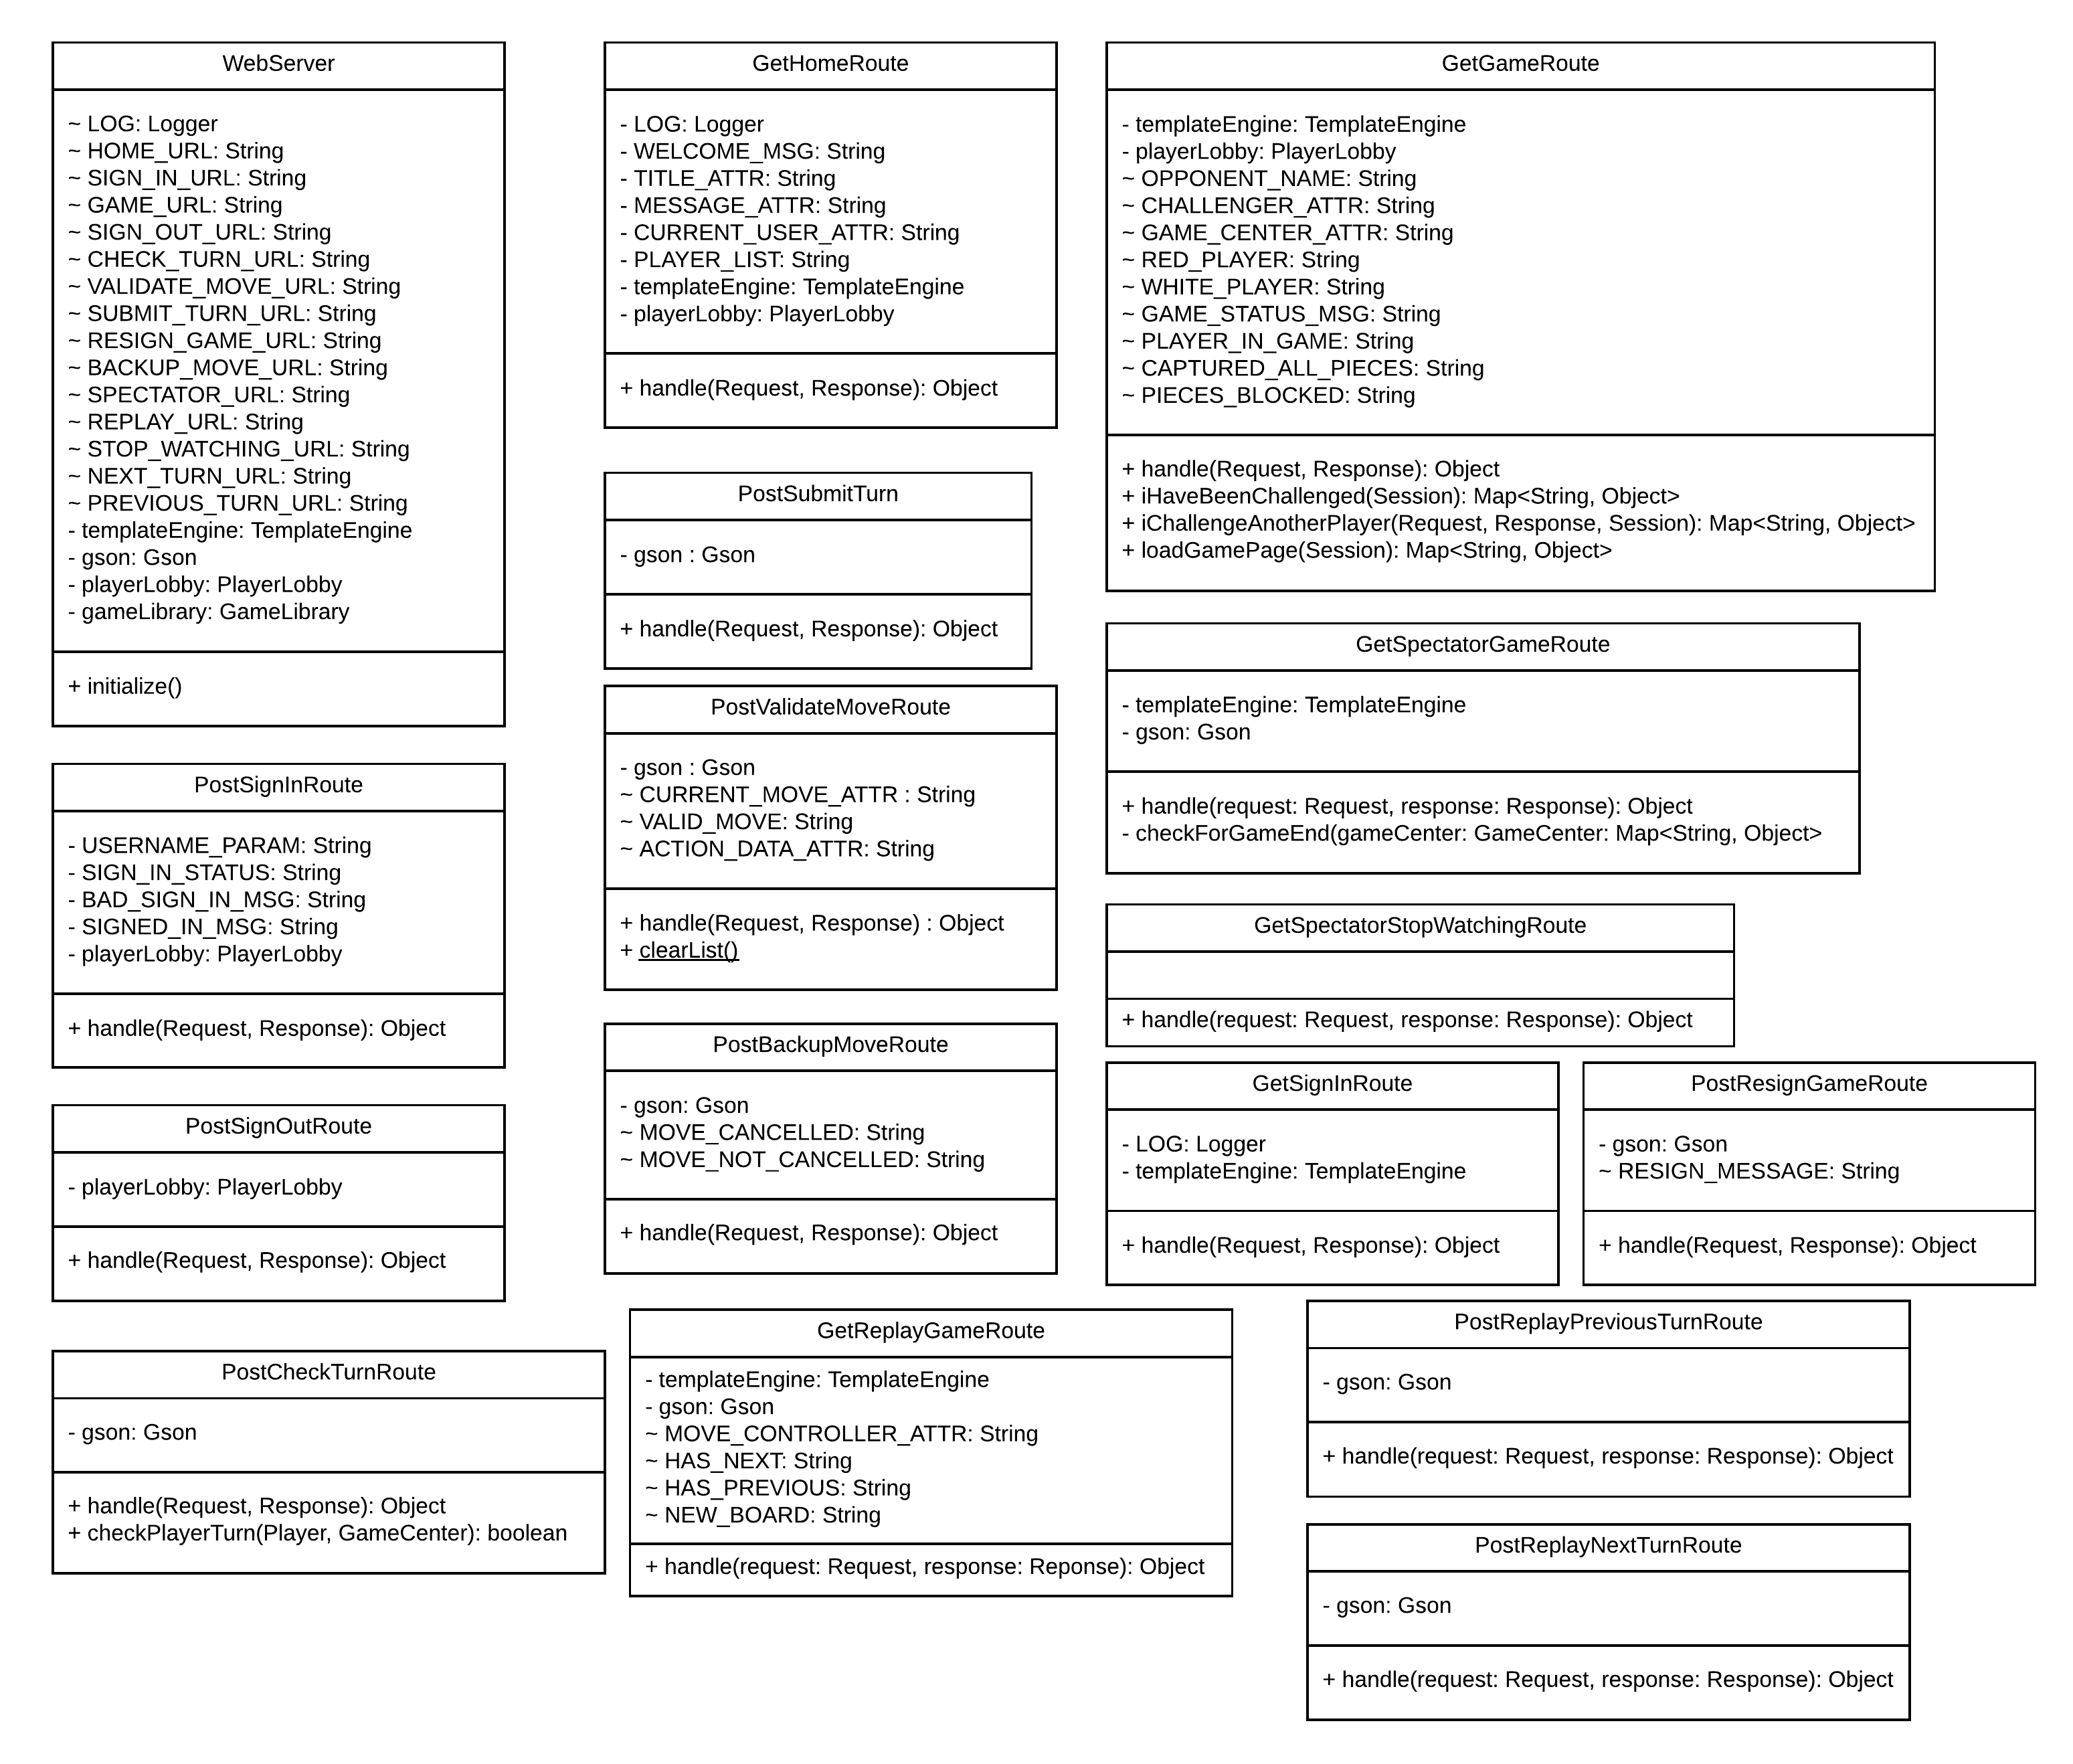 WebServer
~ LOG: Logger
~ HOME_URL: String
~ SIGN_IN_URL: String
~ GAME_URL: String
~ SIGN_OUT_URL: String
~ CHECK_TURN_URL: String
~ VALIDATE_MOVE_URL: String
~ SUBMIT_TURN_URL: String
~ RESIGN_GAME_URL: String
~ BACKUP_MOVE_URL: String
~ SPECTATOR_URL: String
~ REPLAY_URL: String
~ STOP_WATCHING_URL: String
~ NEXT_TURN_URL: String
~ PREVIOUS_TURN_URL: String
- templateEngine: TemplateEngine
- gson: Gson
- playerLobby: PlayerLobby
- gameLibrary: GameLibrary
+ initialize()
PostSignInRoute
- USERNAME_PARAM: String
- SIGN_IN_STATUS: String
- BAD_SIGN_IN_MSG: String
- SIGNED_IN_MSG: String
- playerLobby: PlayerLobby
+ handle(Request, Response): Object
PostSignOutRoute
- playerLobby: PlayerLobby
+ handle(Request, Response): Object
PostCheckTurnRoute
- gson: Gson
+ handle(Request, Response): Object
+ checkPlayerTurn(Player, GameCenter): boolean
GetHomeRoute
- LOG: Logger
- WELCOME_MSG: String
- TITLE_ATTR: String
- MESSAGE_ATTR: String
- CURRENT_USER_ATTR: String
- PLAYER_LIST: String
- templateEngine: TemplateEngine
- playerLobby: PlayerLobby
+ handle(Request, Response): Object
PostSubmitTurn
- gson : Gson
+ handle(Request, Response): Object
PostValidateMoveRoute
- gson : Gson
~ CURRENT_MOVE_ATTR : String
~ VALID_MOVE: String
~ ACTION_DATA_ATTR: String
+ handle(Request, Response) : Object
+ clearList()
PostBackupMoveRoute
- gson: Gson
~ MOVE_CANCELLED: String
~ MOVE_NOT_CANCELLED: String
+ handle(Request, Response): Object
GetReplayGameRoute
- templateEngine: TemplateEngine
- gson: Gson
~ MOVE_CONTROLLER_ATTR: String
~ HAS_NEXT: String
~ HAS_PREVIOUS: String
~ NEW_BOARD: String
+ handle(request: Request, response: Reponse): Object
GetGameRoute
- templateEngine: TemplateEngine
- playerLobby: PlayerLobby
~ OPPONENT_NAME: String
~ CHALLENGER_ATTR: String
~ GAME_CENTER_ATTR: String
~ RED_PLAYER: String
~ WHITE_PLAYER: String
~ GAME_STATUS_MSG: String
~ PLAYER_IN_GAME: String
~ CAPTURED_ALL_PIECES: String
~ PIECES_BLOCKED: String
+ handle(Request, Response): Object
+ iHaveBeenChallenged(Session): Map<String, Object>
+ iChallengeAnotherPlayer(Request, Response, Session): Map<String, Object>
+ loadGamePage(Session): Map<String, Object>
GetSpectatorGameRoute
- templateEngine: TemplateEngine
- gson: Gson
+ handle(request: Request, response: Response): Object
- checkForGameEnd(gameCenter: GameCenter: Map<String, Object>
GetSpectatorStopWatchingRoute
+ handle(request: Request, response: Response): Object
GetSignInRoute
- LOG: Logger
- templateEngine: TemplateEngine
+ handle(Request, Response): Object
PostResignGameRoute
- gson: Gson
~ RESIGN_MESSAGE: String
+ handle(Request, Response): Object
PostReplayPreviousTurnRoute
- gson: Gson
+ handle(request: Request, response: Response): Object
PostReplayNextTurnRoute
- gson: Gson
+ handle(request: Request, response: Response): Object